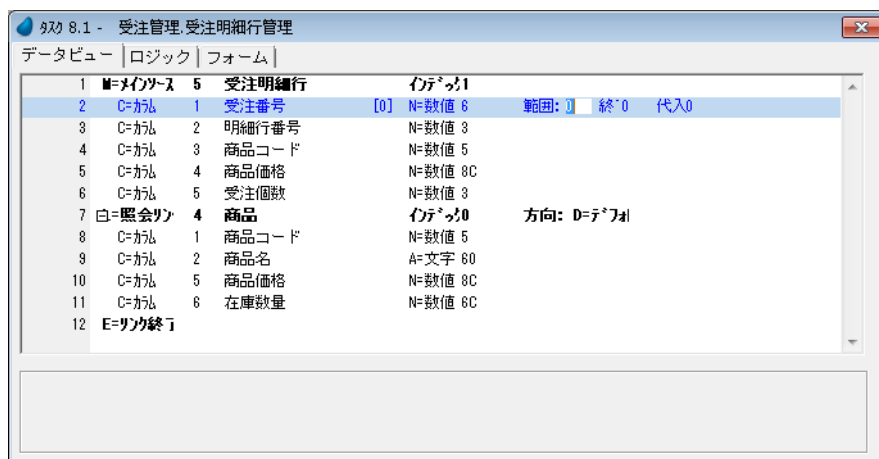 ﾀｽｸ 8.1 - 受注管理.受注明細行管理
データビュー ロジック フォーム
1 M=ﾒｲﾝｿｰｽ 5 受注明細行 ｲﾝﾃﾞｯｸｽ1
2 C=ｶﾗﾑ 1 受注番号 [0] N=数値 6 範囲: 0 終ﾞ0 代入0
3 C=ｶﾗﾑ 2 明細行番号 N=数値 3
4 C=ｶﾗﾑ 3 商品コード N=数値 5
5 C=ｶﾗﾑ 4 商品価格 N=数値 8C
6 C=ｶﾗﾑ 5 受注個数 N=数値 3
7 =照会ﾘﾝ 4 商品 ｲﾝﾃﾞｯｸｽ0 方向: D=ﾃﾞﾌｫﾙ
8 C=ｶﾗﾑ 1 商品コード N=数値 5
9 C=ｶﾗﾑ 2 商品名 A=文字 60
10 C=ｶﾗﾑ 5 商品価格 N=数値 8C
11 C=ｶﾗﾑ 6 在庫数量 N=数値 6C
12 E=ﾘﾝｸ終了